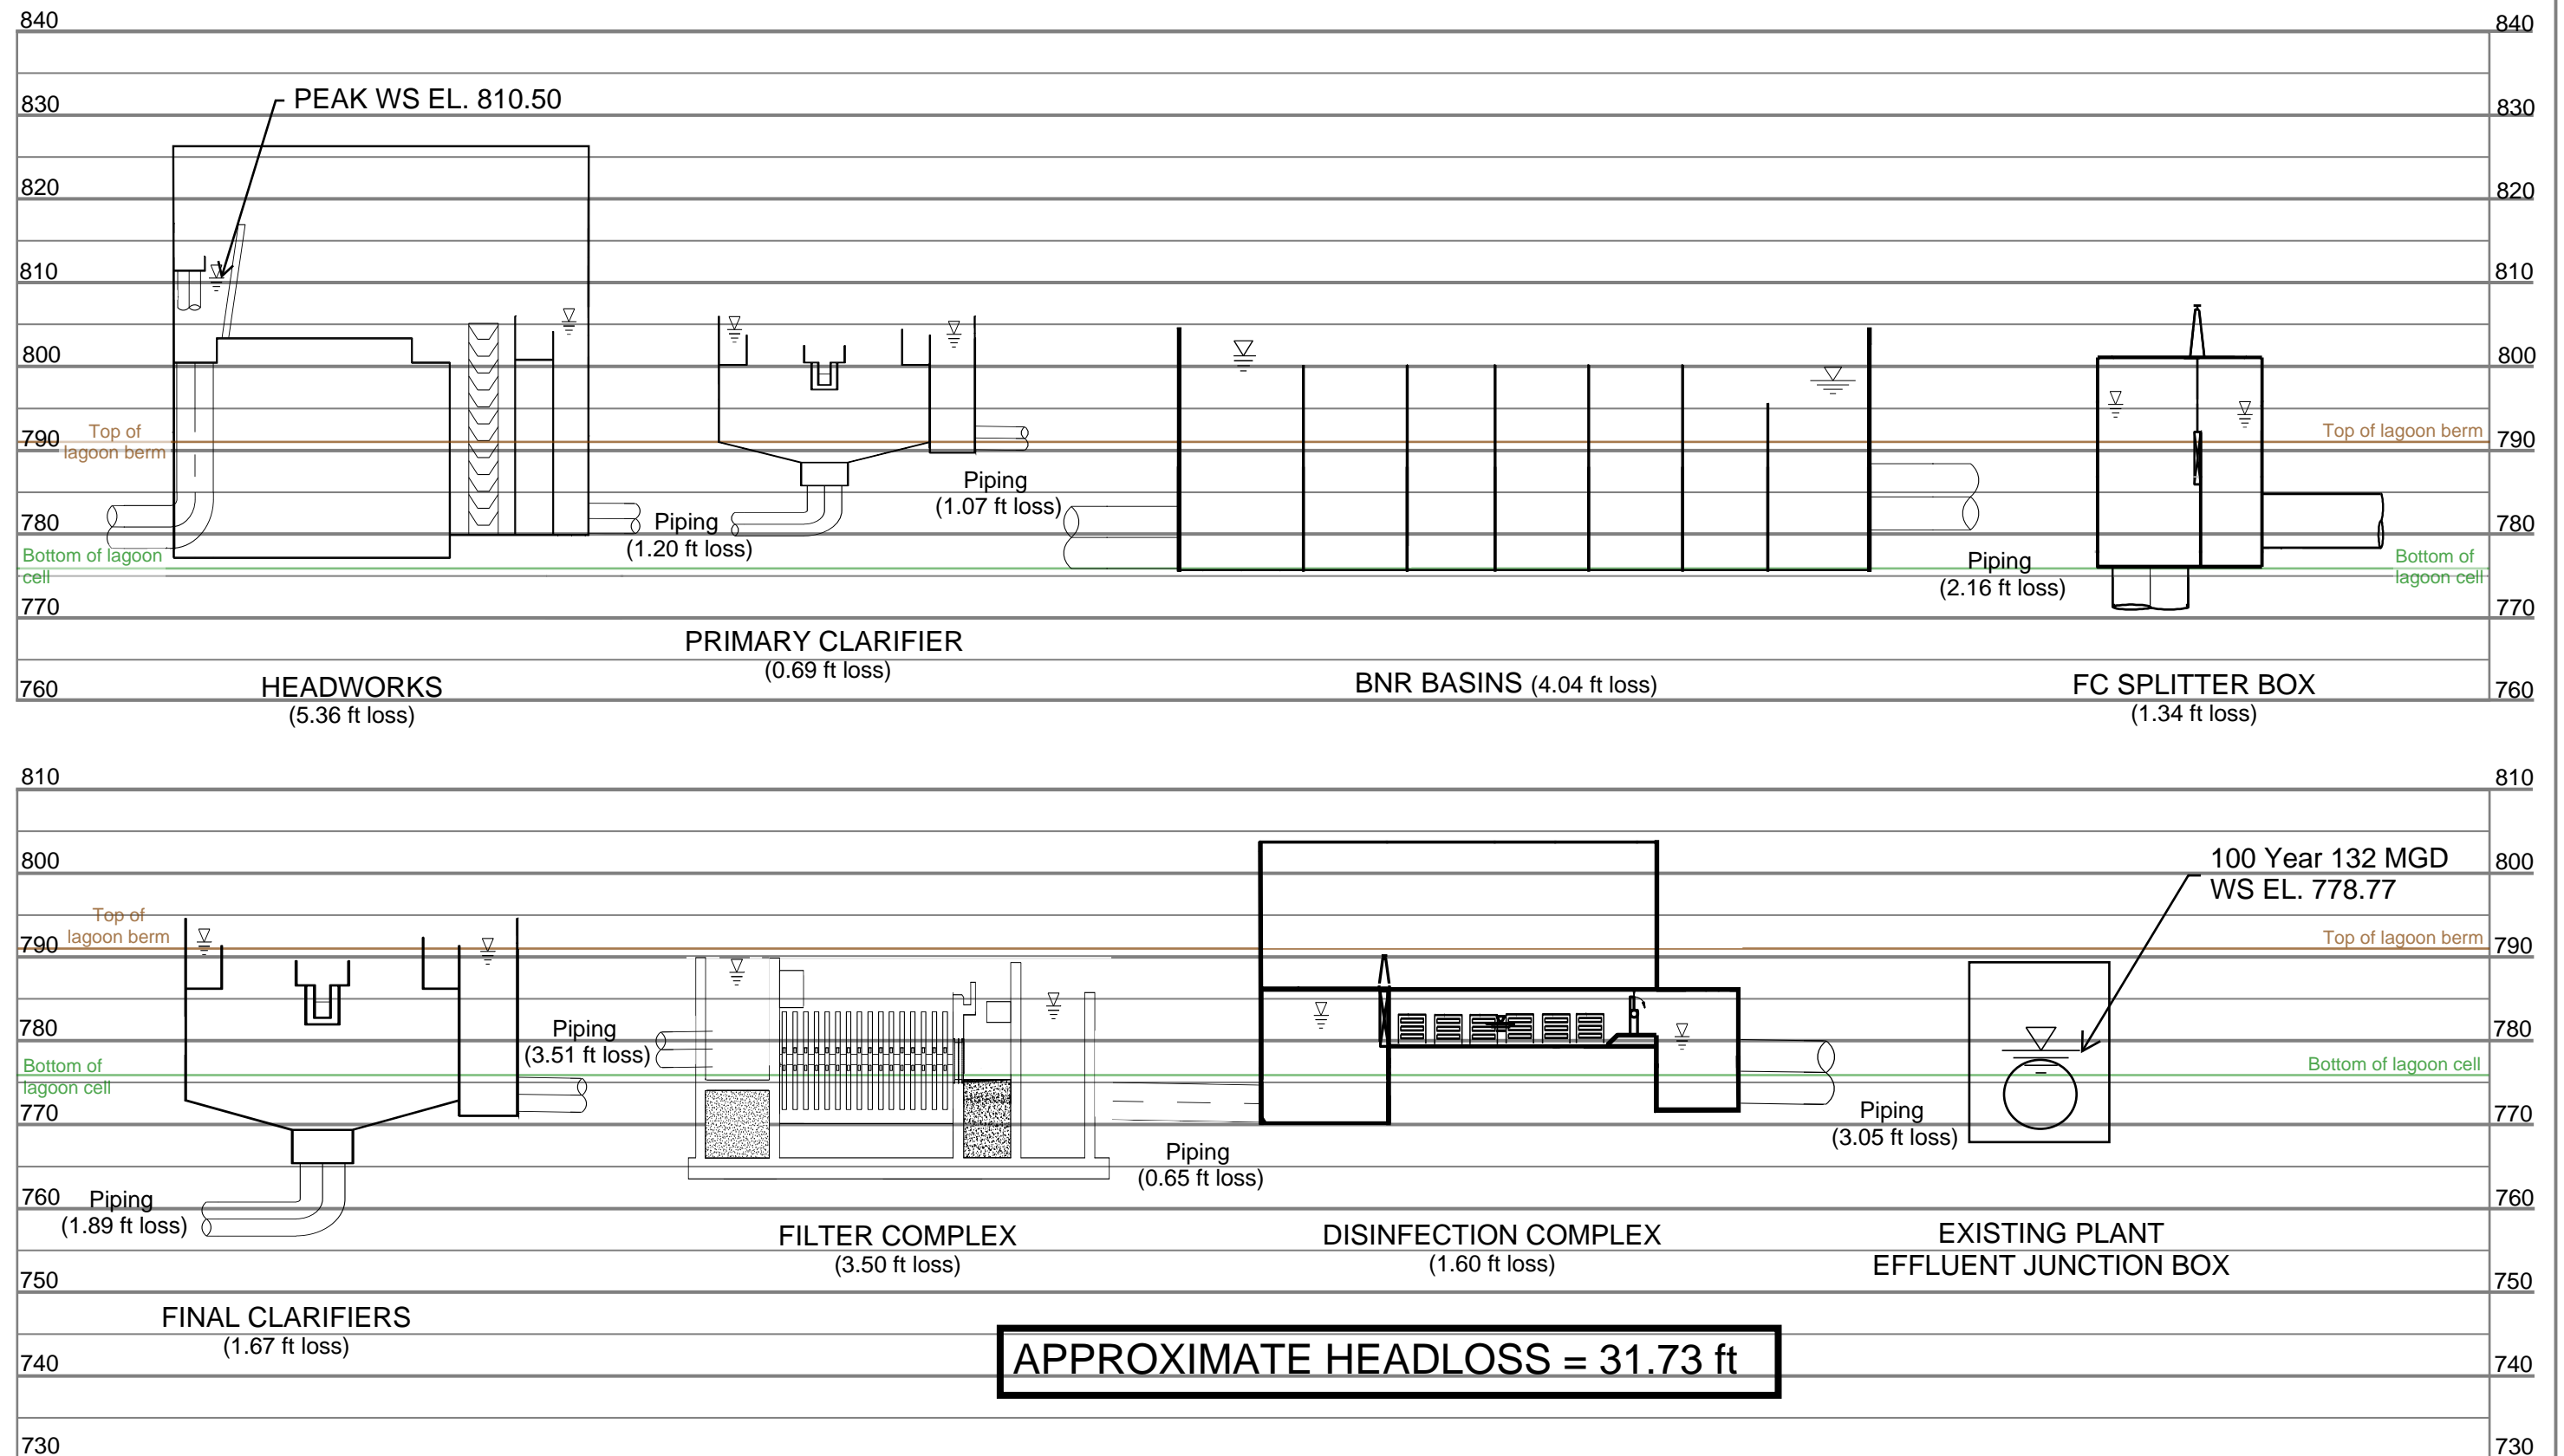 840
840
PEAK WS EL. 810.50
830
830
820
820
810
810
800
800
Top of
lagoon berm
790
Top of lagoon berm
790
Piping
(1.07 ft loss)
780
Piping
(1.20 ft loss)
780
Bottom of lagoon
cell
Piping
(2.16 ft loss)
Bottom of
lagoon cell
770
770
PRIMARY CLARIFIER
(0.69 ft loss)
760
HEADWORKS
(5.36 ft loss)
BNR BASINS (4.04 ft loss)
FC SPLITTER BOX
(1.34 ft loss)
760
810
810
800
100 Year 132 MGD
WS EL. 778.77
800
Top of
lagoon berm
790
Top of lagoon berm
790
780
Piping
(3.51 ft loss)
780
Bottom of
lagoon cell
Bottom of lagoon cell
770
Piping
(3.05 ft loss)
770
Piping
(0.65 ft loss)
760
Piping
(1.89 ft loss)
760
FILTER COMPLEX
(3.50 ft loss)
DISINFECTION COMPLEX
(1.60 ft loss)
EXISTING PLANT
EFFLUENT JUNCTION BOX
750
750
FINAL CLARIFIERS
(1.67 ft loss)
740
APPROXIMATE HEADLOSS = 31.73 ft
740
730
730